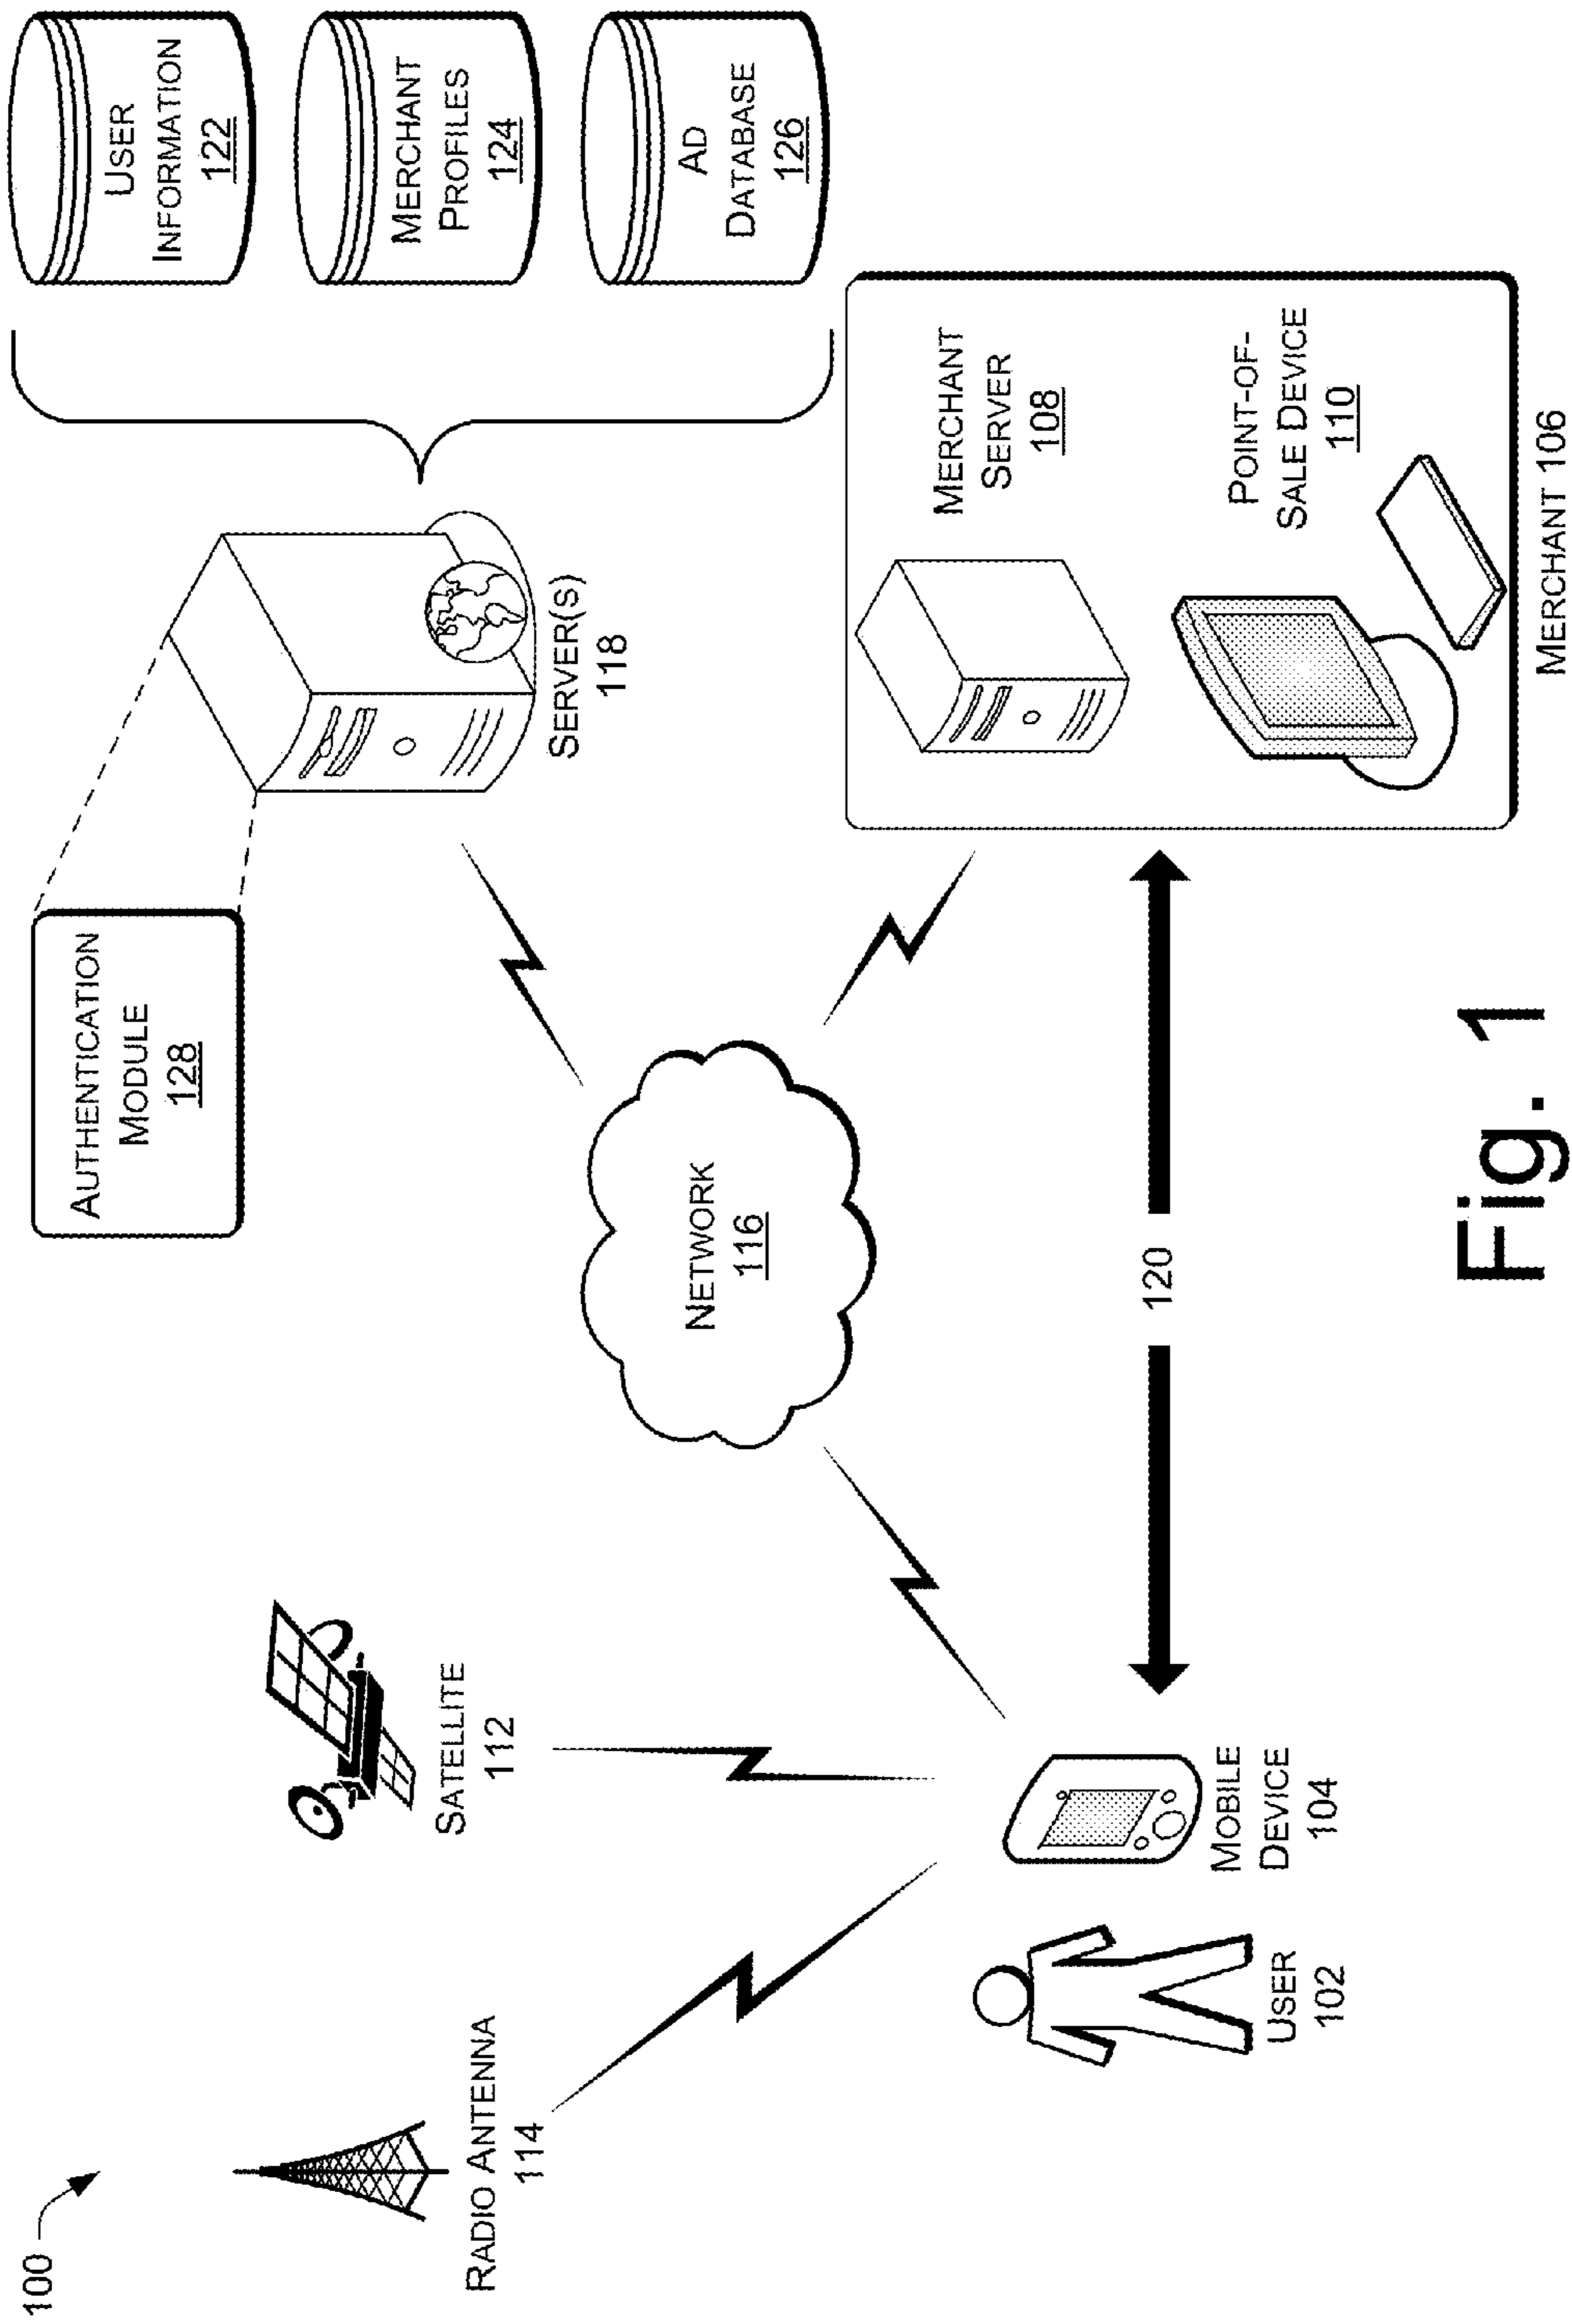 100
RADIO ANTENNA
114
SATELLITE
112
AUTHENTICATION
MODULE
128
SERVER(S)
118
USER
INFORMATION
122
MERCHANT
PROFILES
124
AD
DATABASE
126
NETWORK
116
USER
102
MOBILE
DEVICE
104
120
MERCHANT
SERVER
108
POINT-OF-
SALE DEVICE
110
MERCHANT 106
Fig. 1